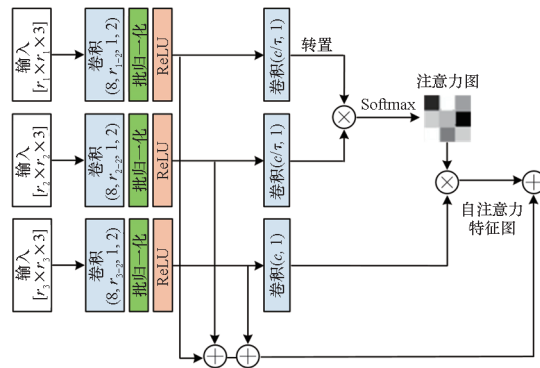 输入
[r₁×r₁×3]
卷积
(8, r₁₋₂, 1, 2)
批归一化
ReLU
卷积(c/τ, 1)
转置
Softmax
注意力图
输入
[r₂×r₂×3]
卷积
(8, r₂₋₂, 1, 2)
批归一化
ReLU
卷积(c/τ, 1)
输入
[r₃×r₃×3]
卷积
(8, r₃₋₂, 1, 2)
批归一化
ReLU
卷积(c, 1)
自注意力
特征图